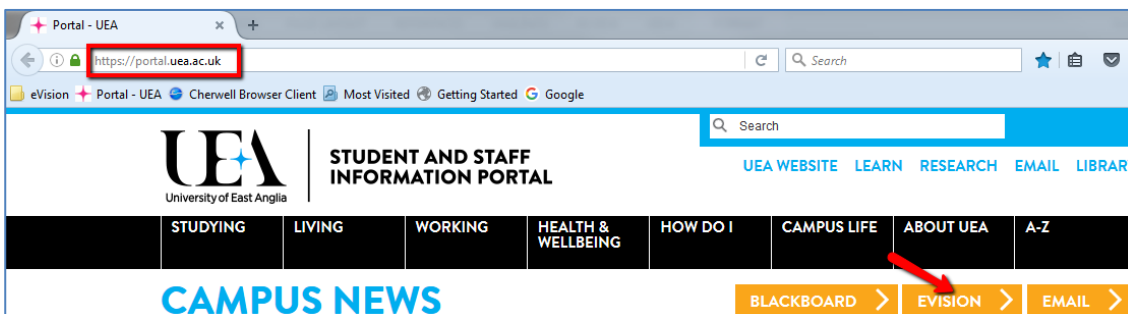 Portal - UEA
https://portal.uea.ac.uk
Search
eVision Portal - UEA Cherwell Browser Client Most Visited Getting Started Google
Search
UEA
University of East Anglia
STUDENT AND STAFF
INFORMATION PORTAL
UEA WEBSITE LEARN RESEARCH EMAIL LIBRAR
STUDYING LIVING WORKING HEALTH & HOW DO I CAMPUS LIFE ABOUT UEA A-Z
WELLBEING
CAMPUS NEWS
BLACKBOARD EVISION EMAIL